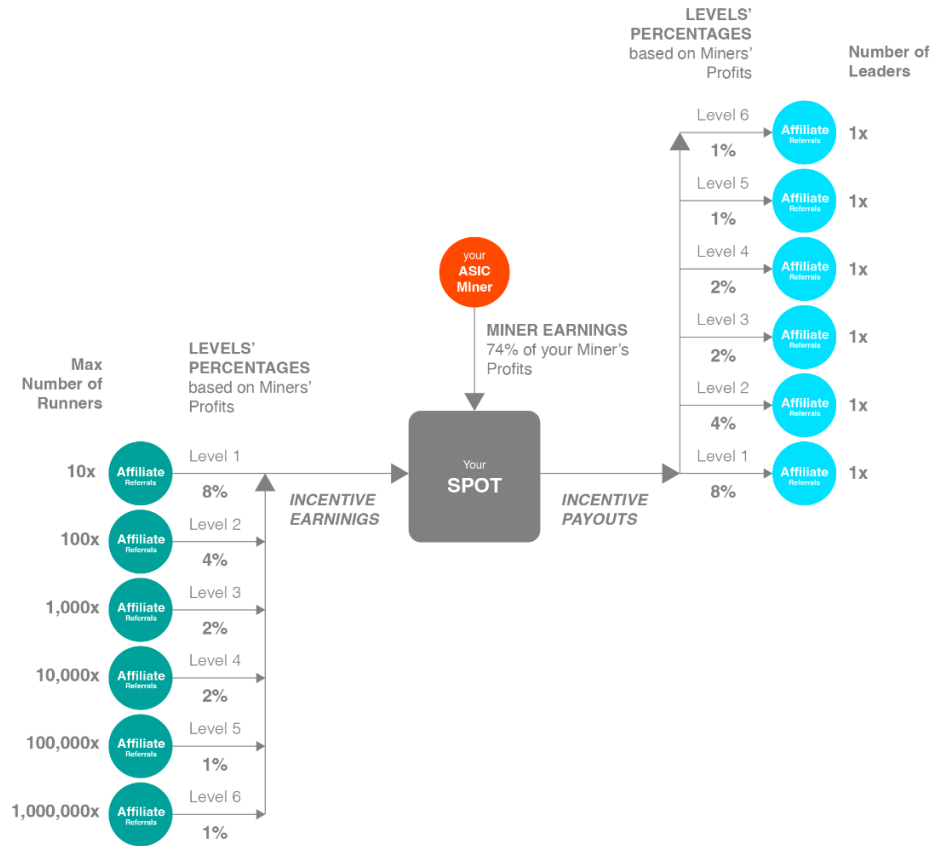 LEVELS’
PERCENTAGES
based on Miners’
Profits
Number of
Leaders
Level 6
1%
Affiliate
Referrals
1x
Level 5
1%
Affiliate
Referrals
1x
Level 4
2%
Affiliate
Referrals
1x
Level 3
2%
Affiliate
Referrals
1x
Level 2
4%
Affiliate
Referrals
1x
Level 1
8%
Affiliate
Referrals
1x
your
ASIC
Miner
MINER EARNINGS
74% of your Miner’s
Profits
Max
Number of
Runners
LEVELS’
PERCENTAGES
based on Miners’
Profits
10x
Affiliate
Referrals
Level 1
8%
INCENTIVE
EARNINIGS
Your
SPOT
INCENTIVE
PAYOUTS
100x
Affiliate
Referrals
Level 2
4%
1,000x
Affiliate
Referrals
Level 3
2%
10,000x
Affiliate
Referrals
Level 4
2%
100,000x
Affiliate
Referrals
Level 5
1%
1,000,000x
Affiliate
Referrals
Level 6
1%